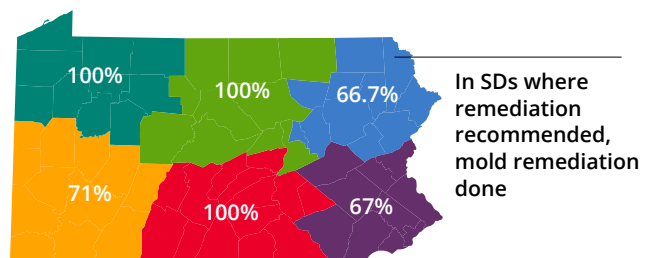 100%
100%
66.7%
71%
100%
67%
In SDs where
remediation
recommended,
mold remediation
done